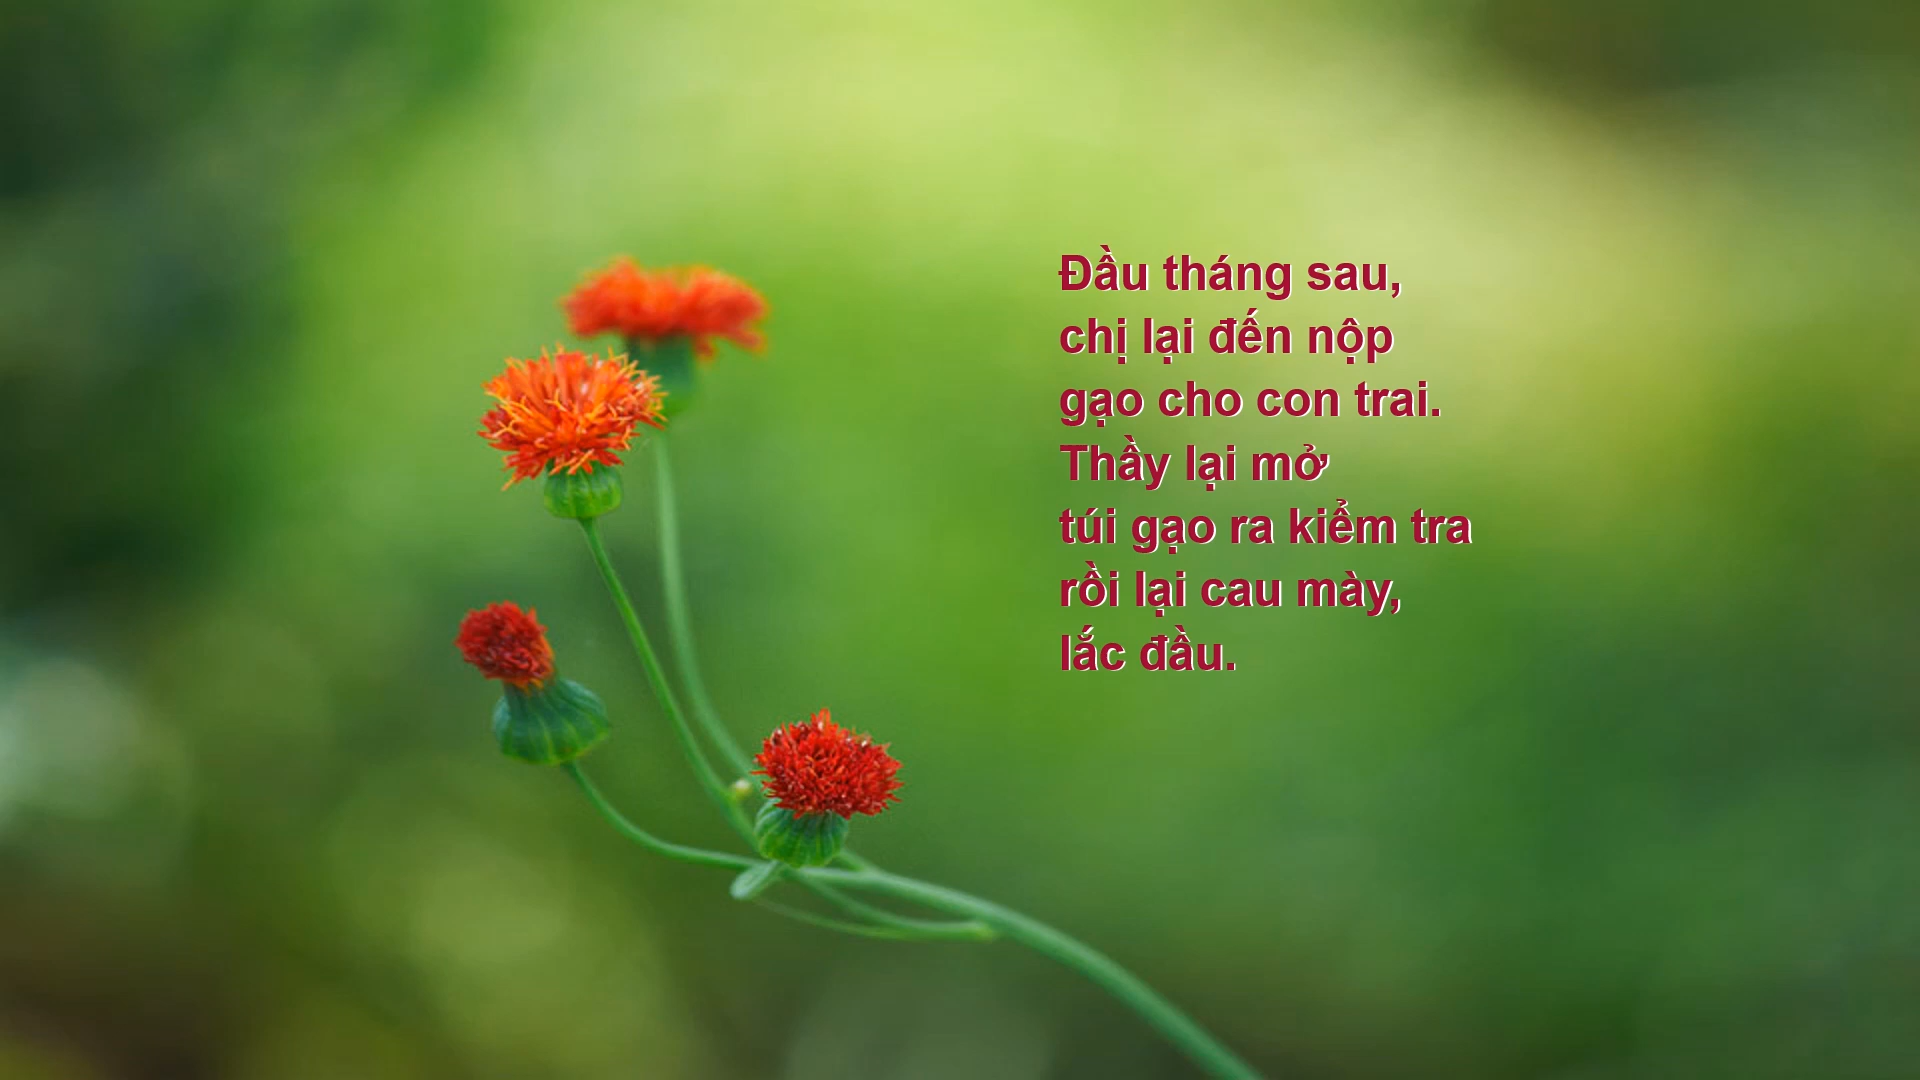 Đầu tháng sau,
chị lại đến nộp
gạo cho con trai.
Thầy lại mở
túi gạo ra kiểm tra
rồi lại cau mày,
lắc đầu.